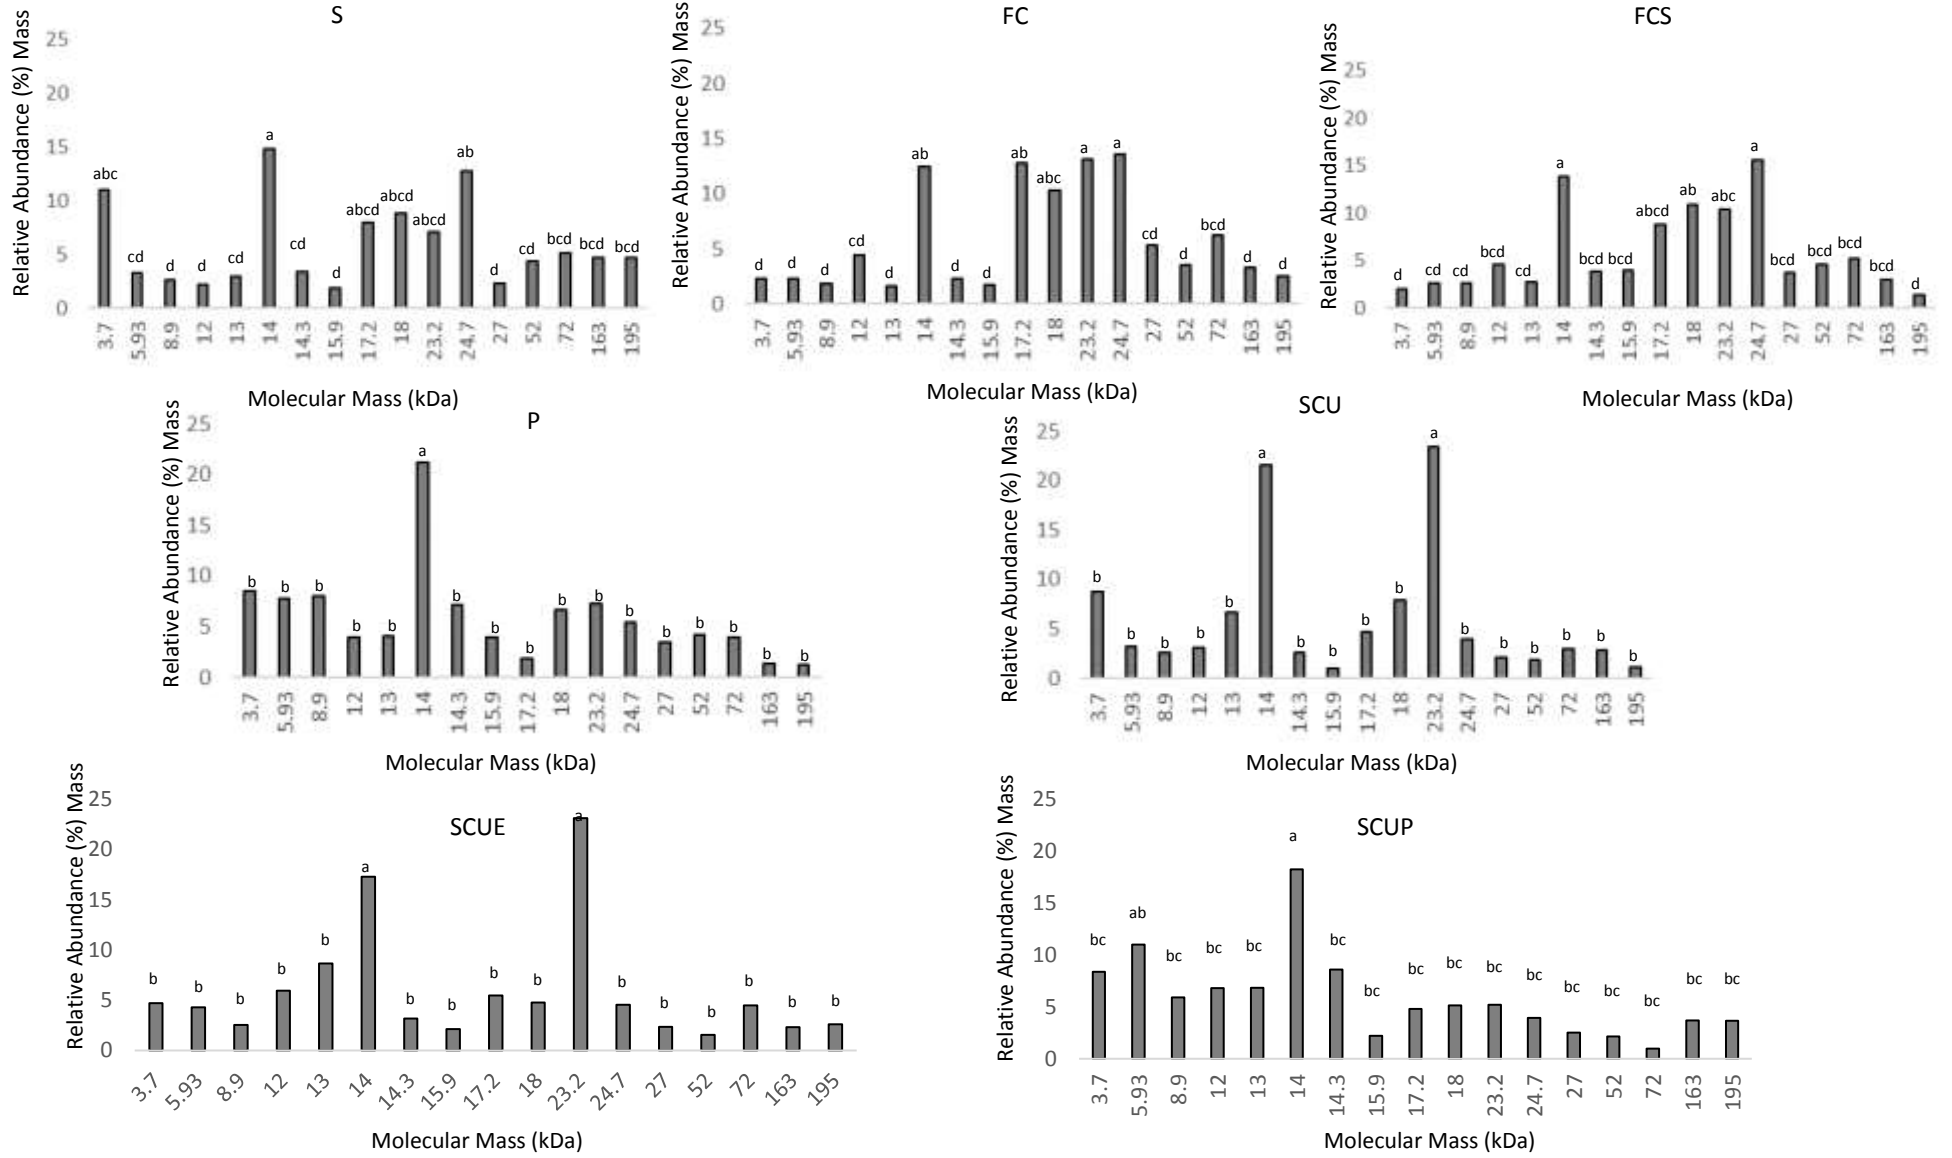 S
Relative Abundance (%) Mass
25
20
15
10
5
0
abc cd d d cd a cd d abcd abcd abcd ab d cd bcd bcd bcd
3.7 5.93 8.9 12 13 14 14.3 15.9 17.2 18 23.2 24.7 27 52 72 163 195
Molecular Mass (kDa)
FC
Relative Abundance (%) Mass
25
20
15
10
5
0
d d d cd d ab d d ab abc a a cd d bcd d d
3.7 5.93 8.9 12 13 14 14.3 15.9 17.2 18 23.2 24.7 27 52 72 163 195
Molecular Mass (kDa)
FCS
Relative Abundance (%) Mass
25
20
15
10
5
0
d cd cd bcd cd a bcd bcd abcd ab abc a bcd bcd bcd bcd d
3.7 5.93 8.9 12 13 14 14.3 15.9 17.2 18 23.2 24.7 27 52 72 163 195
Molecular Mass (kDa)
P
Relative Abundance (%) Mass
25
20
15
10
5
0
b b b b b a b b b b b b b b b b b
3.7 5.93 8.9 12 13 14 14.3 15.9 17.2 18 23.2 24.7 27 52 72 163 195
Molecular Mass (kDa)
SCU
Relative Abundance (%) Mass
25
20
15
10
5
0
b b b b b a b b b b a b b b b b b
3.7 5.93 8.9 12 13 14 14.3 15.9 17.2 18 23.2 24.7 27 52 72 163 195
Molecular Mass (kDa)
SCUE
Relative Abundance (%) Mass
25
20
15
10
5
0
b b b b b a b b b b a b b b b b b
3.7 5.93 8.9 12 13 14 14.3 15.9 17.2 18 23.2 24.7 27 52 72 163 195
Molecular Mass (kDa)
SCUP
Relative Abundance (%) Mass
25
20
15
10
5
0
bc ab bc bc bc a bc bc bc bc bc bc bc bc bc bc bc
3.7 5.93 8.9 12 13 14 14.3 15.9 17.2 18 23.2 24.7 27 52 72 163 195
Molecular Mass (kDa)